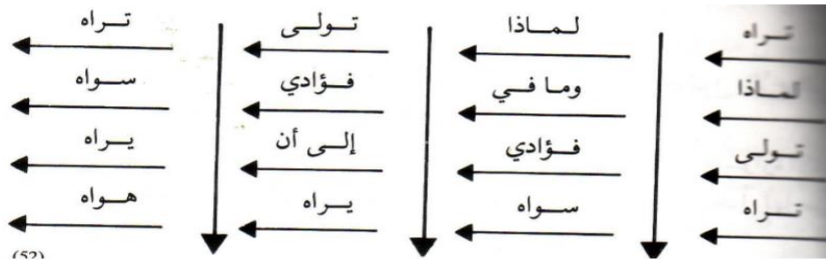 تراه لماذا تولى تراه
لماذا وما في فؤادي سواه
تولى فؤادي إلى أن يراه
تراه سواه يراه هواه
(52)